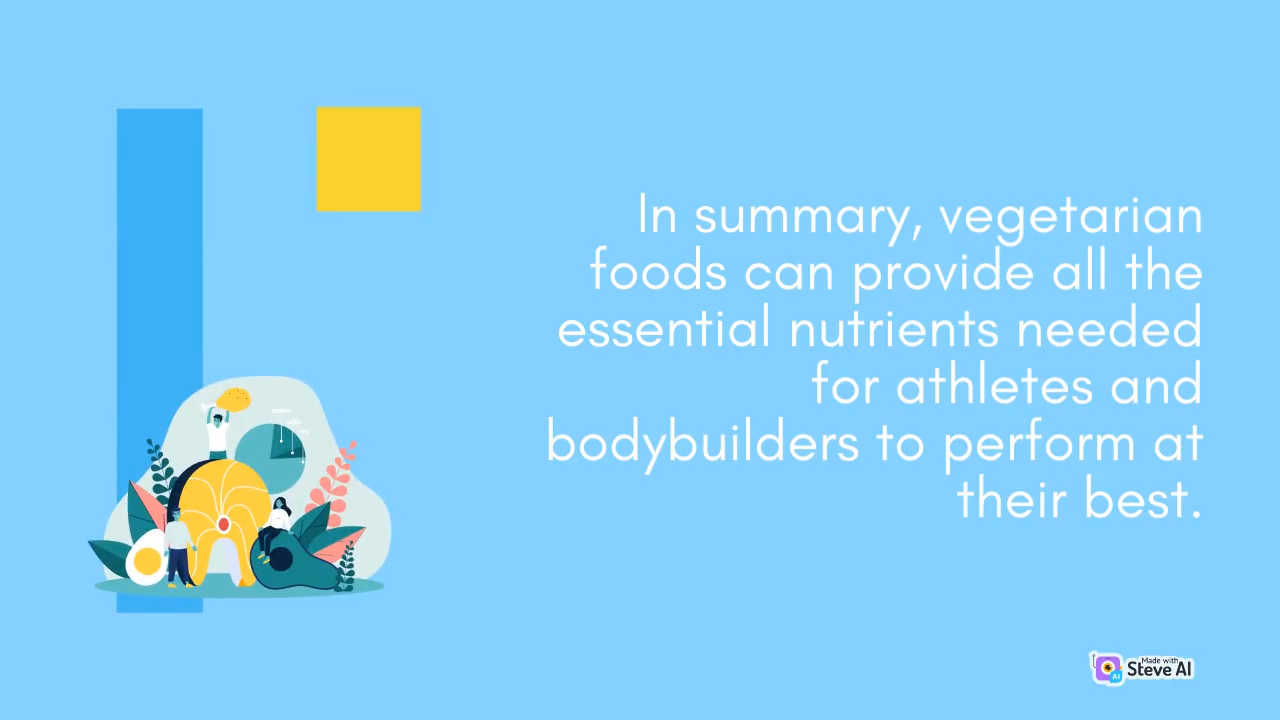 In summary, vegetarian
foods can provide all the
essential nutrients needed
for athletes and
bodybuilders to perform at
their best.
Made with
Steve AI
AI